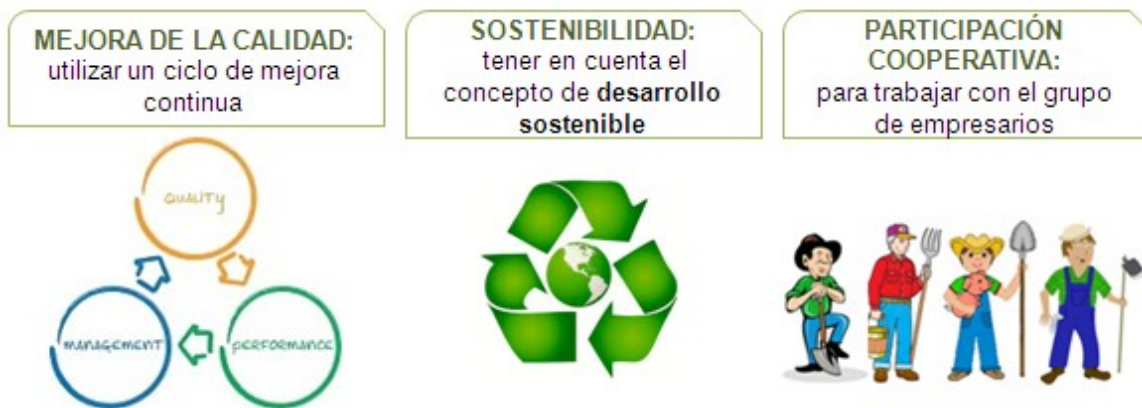 MEJORA DE LA CALIDAD:
utilizar un ciclo de mejora
continua
SOSTENIBILIDAD:
tener en cuenta el
concepto de desarrollo
sostenible
PARTICIPACIÓN
COOPERATIVA:
para trabajar con el grupo
de empresarios
QUALITY
MANAGEMENT
PERFORMANCE